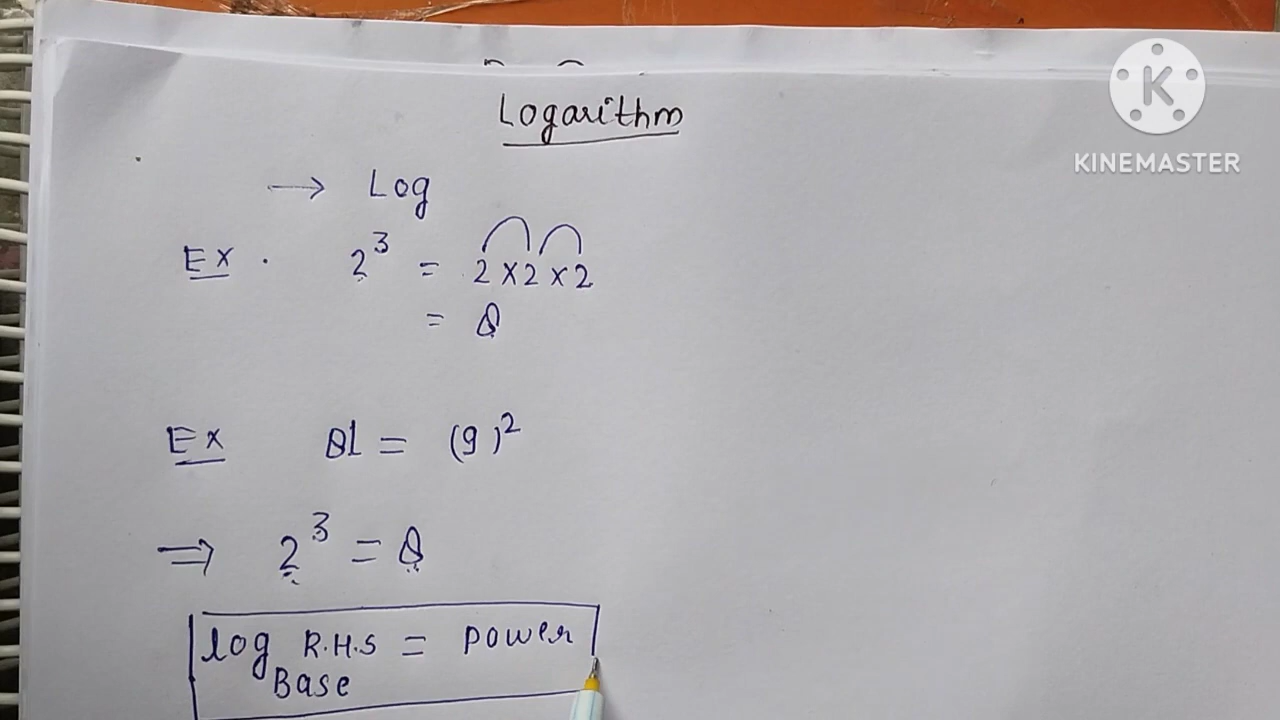 K
KINEMASTER
Logarithm
→ Log
Ex . 2³ = 2 × 2 × 2
= 8
Ex 81 = (9)²
⇒ 2³ = 8
log R.H.S = power
Base